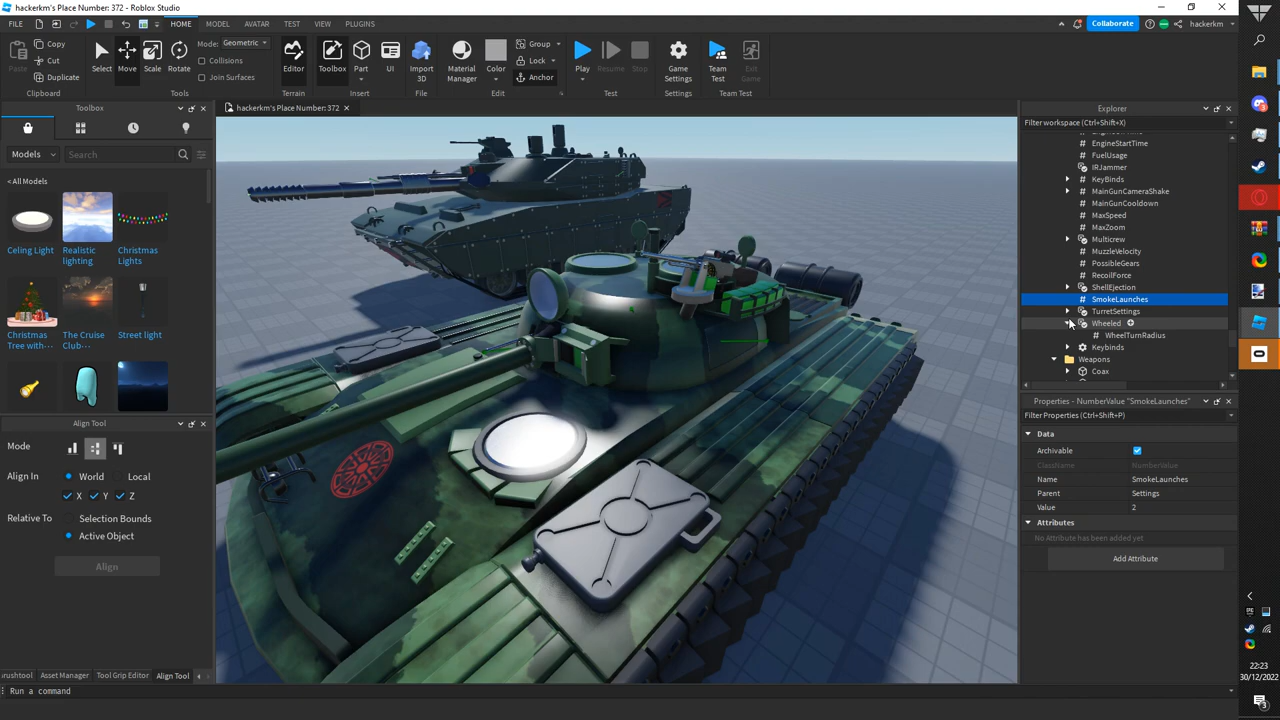 hackerkm's Place Number: 372 - Roblox Studio
FILE
HOME
MODEL
AVATAR
TEST
VIEW
PLUGINS
Collaborate
hackerkm
Paste
Copy
Cut
Duplicate
Clipboard
Select
Move
Scale
Rotate
Mode: Geometric
Collisions
Join Surfaces
Tools
Editor
Terrain
Toolbox
Part
UI
Insert
Import
3D
File
Material
Manager
Color
Group
Lock
Anchor
Edit
Play
Resume
Stop
Test
Game
Settings
Settings
Team
Test
Exit
Game
Team Test
Toolbox
Models
Search
< All Models
Celing Light
Realistic
lighting
Christmas
Lights
Christmas
Tree with···
The Cruise
Club···
Street light
Align Tool
Mode
Align In
World
Local
X
Y
Z
Relative To
Selection Bounds
Active Object
Align
rushtool
Asset Manager
Tool Grip Editor
Align Tool
Run a command
hackerkm's Place Number: 372
Explorer
Filter workspace (Ctrl+Shift+X)
EngineStartTime
FuelUsage
IRJammer
KeyBinds
MainGunCameraShake
MainGunCooldown
MaxSpeed
MaxZoom
Multicrew
MuzzleVelocity
PossibleGears
RecoilForce
ShellEjection
SmokeLaunches
TurretSettings
Wheeled
WheelTurnRadius
Keybinds
Weapons
Coax
Properties - NumberValue "SmokeLaunches"
Filter Properties (Ctrl+Shift+P)
Data
Archivable
ClassName
NumberValue
Name
SmokeLaunches
Parent
Settings
Value
2
Attributes
No Attribute has been added yet
Add Attribute
22:23
30/12/2022
3